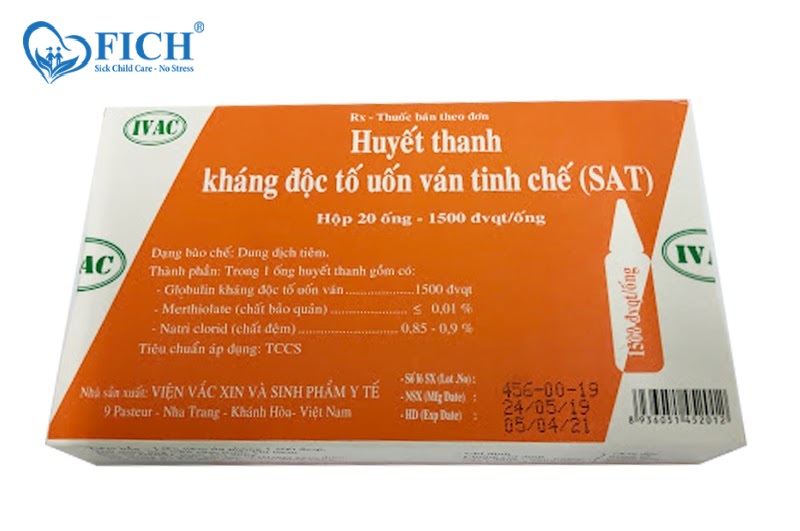 FICH®
Sick Child Care - No Stress
IVAC
Rx - Thuốc bán theo đơn
Huyết thanh
kháng độc tố uốn ván tinh chế (SAT)
Hộp 20 ống - 1500 đvqt/ống
Dạng bào chế: Dung dịch tiêm.
Thành phần: Trong 1 ống huyết thanh gồm có:
- Globulin kháng độc tố uốn ván....................1500 đvqt
- Merthiolate (chất bảo quản)...................... ≤ 0,01 %
- Natri clorid (chất đệm)........................0,85 - 0,9 %
Tiêu chuẩn áp dụng: TCCS
Nhà sản xuất: VIỆN VẮC XIN VÀ SINH PHẨM Y TẾ
9 Pasteur - Nha Trang - Khánh Hòa- Việt Nam
- Số lô SX (Lot .No) : 456-00-19
- NSX (Mfg Date) : 24/05/19
- HD (Exp Date) : 05/04/21
1500 đvqt/ống
IVAC
VAC
8 936031 452012